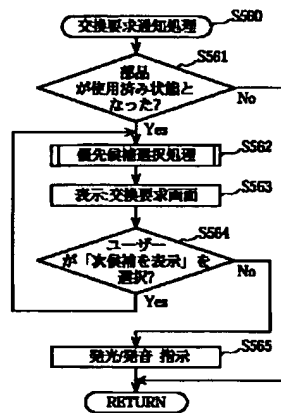 交換要求通知処理
S560
S561
部品
が使用済み状態と
なった?
No
Yes
優先候補選択処理
S562
表示:交換要求画面
S563
S564
ユーザー
が「次候補を表示」を
選択?
No
Yes
発光/発音 指示
S565
RETURN